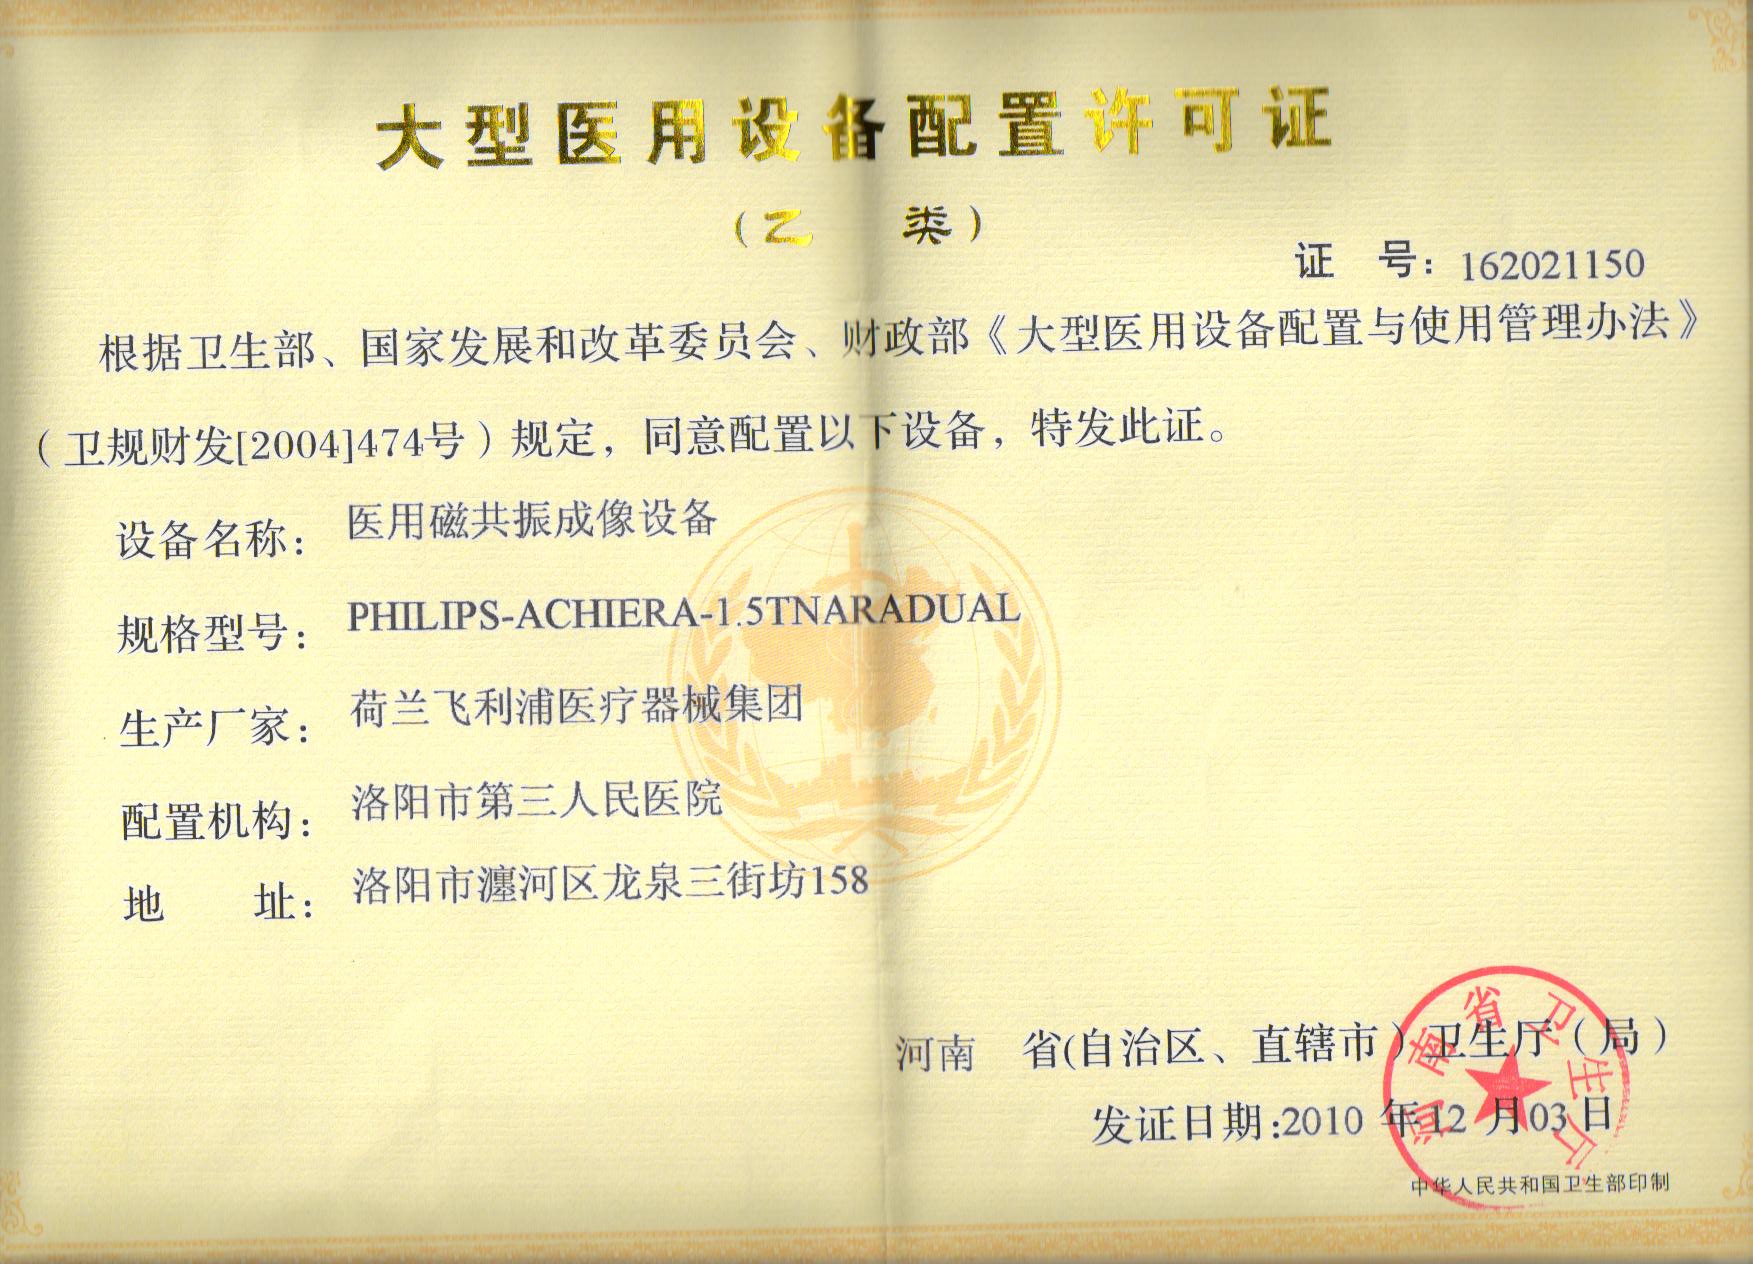 大型医用设备配置许可证
（乙 类）
证 号：162021150
根据卫生部、国家发展和改革委员会、财政部《大型医用设备配置与使用管理办法》
（卫规财发[2004]474号）规定，同意配置以下设备，特发此证。
设备名称： 医用磁共振成像设备
规格型号： PHILIPS-ACHIERA-1.5TNARADUAL
生产厂家： 荷兰飞利浦医疗器械集团
配置机构： 洛阳市第三人民医院
地 址： 洛阳市瀍河区龙泉三街坊158
河南 省(自治区、直辖市）卫生厅（局）
河南省卫生厅
发证日期:2010 年12 月03日
中华人民共和国卫生部印制